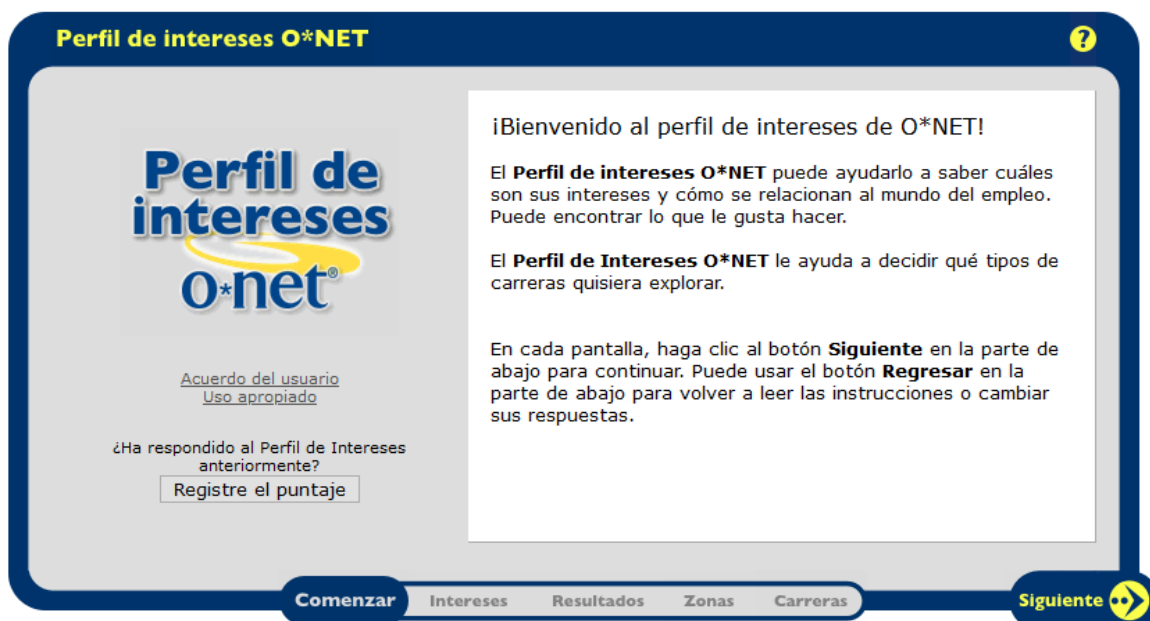 Perfil de intereses O*NET
?
Perfil de
intereses
o*net®
Acuerdo del usuario
Uso apropiado
¿Ha respondido al Perfil de Intereses
anteriormente?
Registre el puntaje
¡Bienvenido al perfil de intereses de O*NET!
El Perfil de intereses O*NET puede ayudarlo a saber cuáles
son sus intereses y cómo se relacionan al mundo del empleo.
Puede encontrar lo que le gusta hacer.
El Perfil de Intereses O*NET le ayuda a decidir qué tipos de
carreras quisiera explorar.
En cada pantalla, haga clic al botón Siguiente en la parte de
abajo para continuar. Puede usar el botón Regresar en la
parte de abajo para volver a leer las instrucciones o cambiar
sus respuestas.
Comenzar Intereses Resultados Zonas Carreras
Siguiente